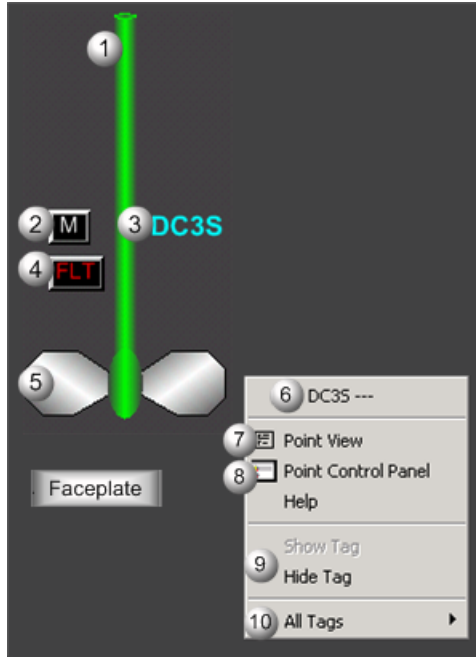 1
2 M 3 DC3S
4 FLT
5
6 DC3S ---
7 Point View
Faceplate
8 Point Control Panel
Help
Show Tag
9 Hide Tag
10 All Tags